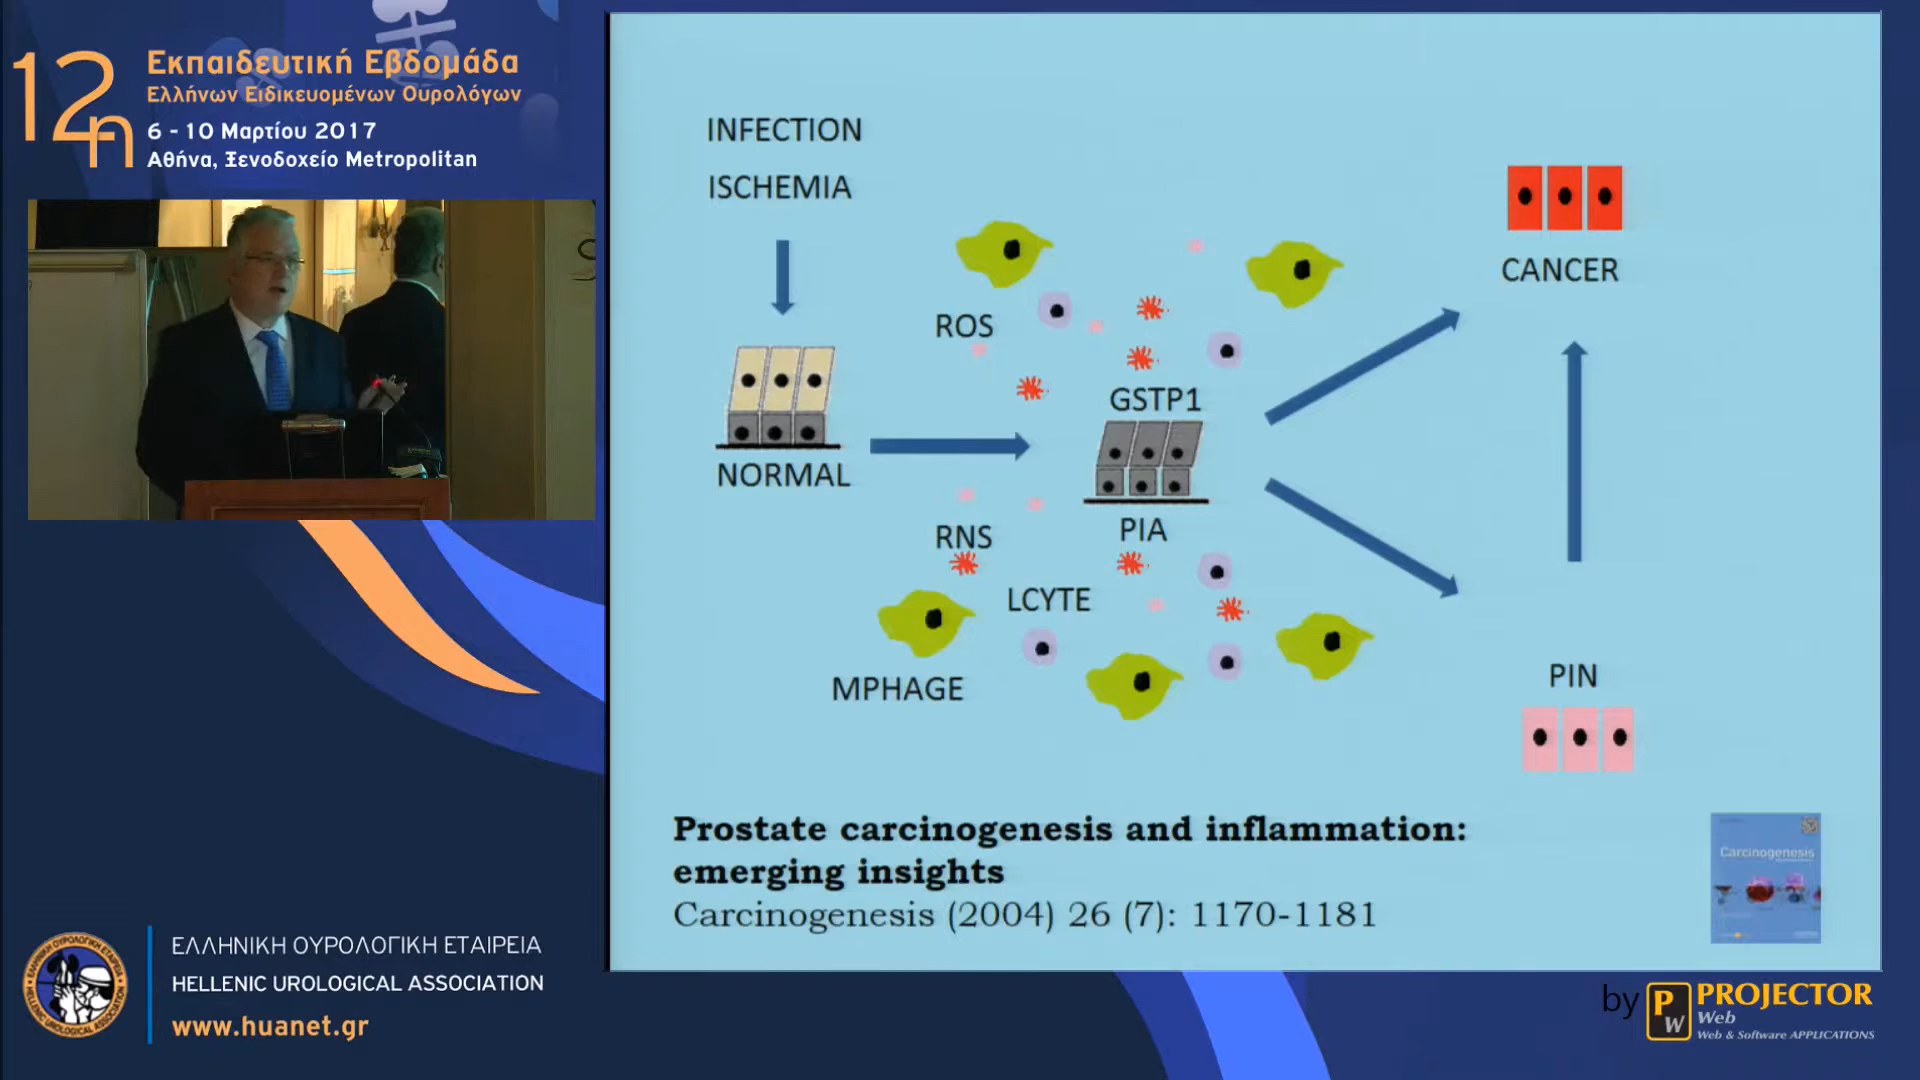 12η
Εκπαιδευτική Εβδομάδα
Ελλήνων Ειδικευομένων Ουρολόγων
6 - 10 Μαρτίου 2017
Αθήνα, Ξενοδοχείο Metropolitan
INFECTION
ISCHEMIA
CANCER
ROS
GSTP1
NORMAL
PIA
RNS
LCYTE
MPHAGE
PIN
Prostate carcinogenesis and inflammation:
emerging insights
Carcinogenesis (2004) 26 (7): 1170-1181
Carcinogenesis
ΕΛΛΗΝΙΚΗ ΟΥΡΟΛΟΓΙΚΗ ΕΤΑΙΡΕΙΑ
HELLENIC UROLOGICAL ASSOCIATION
www.huanet.gr
by PW PROJECTOR
Web
Web & Software APPLICATIONS